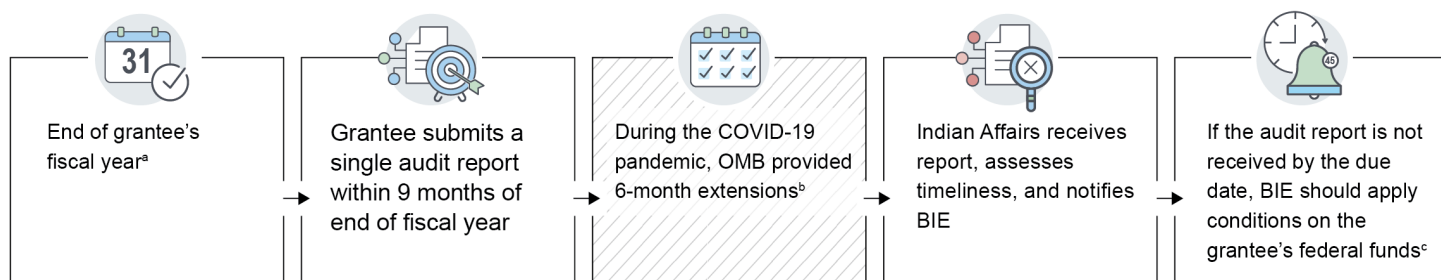 31
End of grantee's
fiscal yearᵃ
Grantee submits a
single audit report
within 9 months of
end of fiscal year
During the COVID-19
pandemic, OMB provided
6-month extensionsᵇ
Indian Affairs receives
report, assesses
timeliness, and notifies
BIE
45
If the audit report is not
received by the due
date, BIE should apply
conditions on the
grantee's federal fundsᶜ